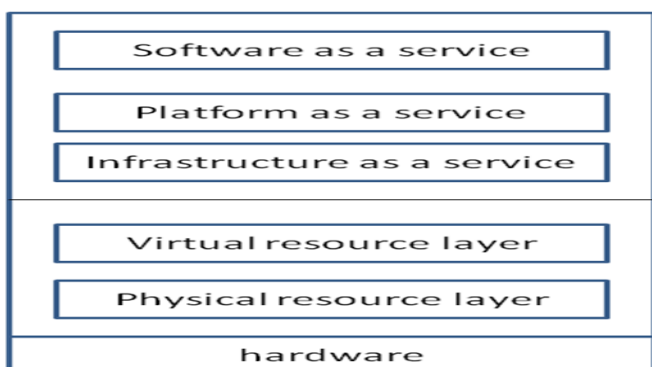 Software as a service
Platform as a service
Infrastructure as a service
Virtual resource layer
Physical resource layer
hardware